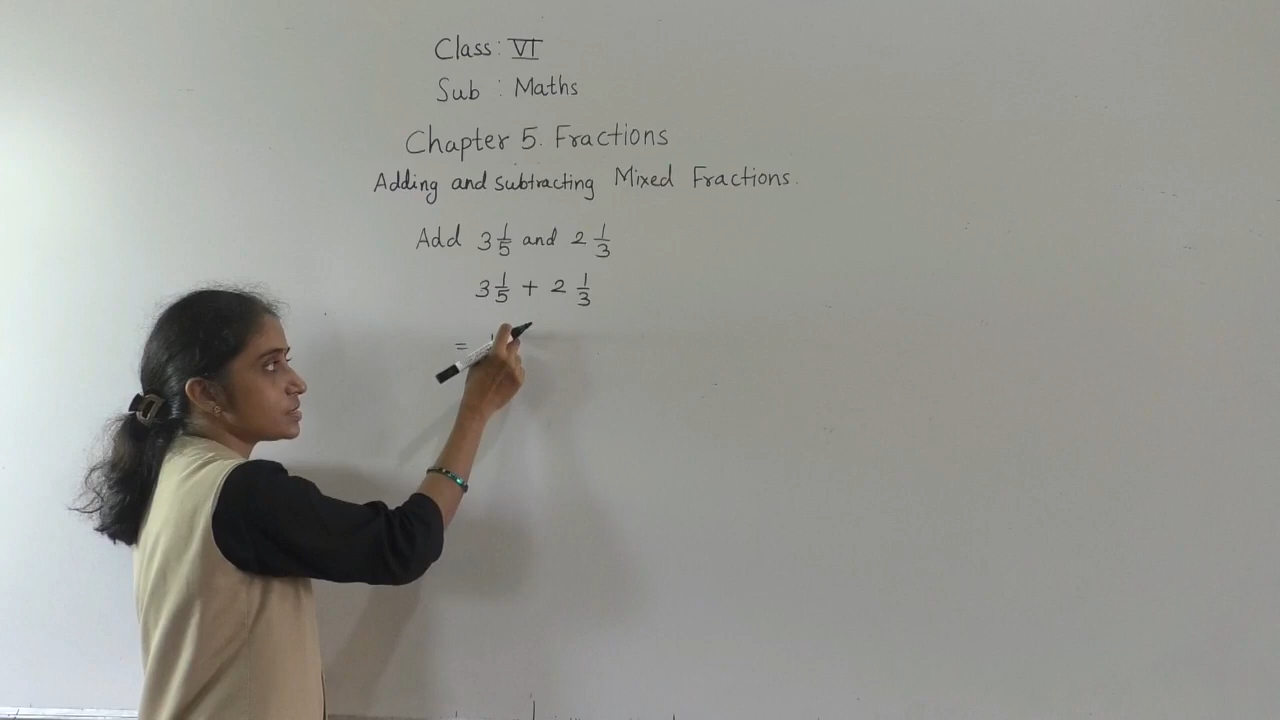 Class: VI
Sub : Maths
Chapter 5. Fractions
Adding and subtracting Mixed Fractions.
Add 3 1/5 and 2 1/3
3 1/5 + 2 1/3
=